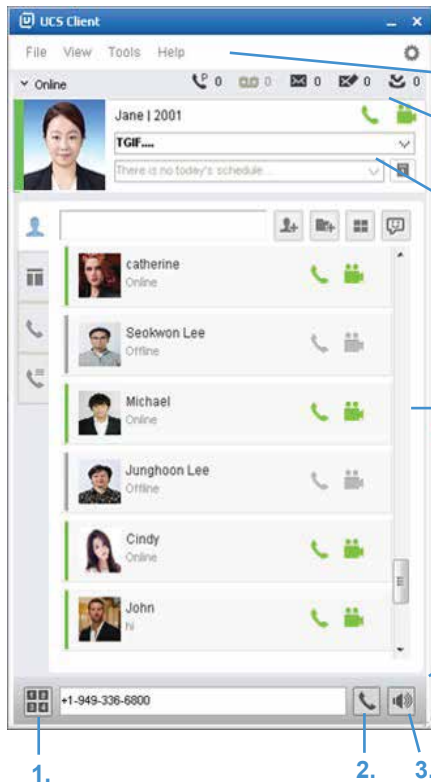 UCS Client
File View Tools Help
Online 0 0 0 0 0
Jane | 2001
TGIF....
There is no today's schedule...
catherine
Online
Seokwon Lee
Offline
Michael
Online
Junghoon Lee
Offline
Cindy
Online
John
hi
+1-949-336-6800
1. 2. 3.